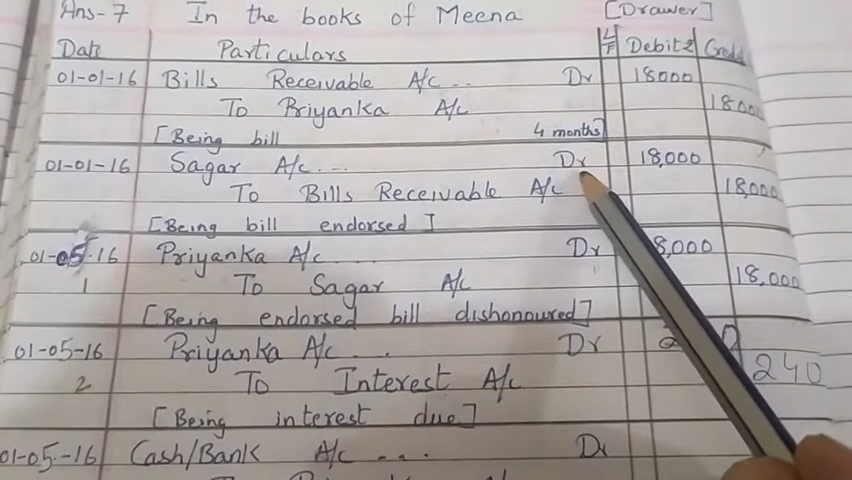 Ans-7 In the books of Meena [Drawer]
Date Particulars L/F Debit₹ Credit
01-01-16 Bills Receivable A/c... Dr 18000
To Priyanka A/c 18000
[Being bill 4 months]
01-01-16 Sagar A/c... Dr 18,000
To Bills Receivable A/c 18,000
[Being bill endorsed]
01-05-16 Priyanka A/c.... Dr 8,000
1 To Sagar A/c 18,000
[Being endorsed bill dishonoured]
01-05-16 Priyanka A/c... Dr
2 To Interest A/c 240
[Being interest due]
01-05-16 Cash/Bank A/c... Dr